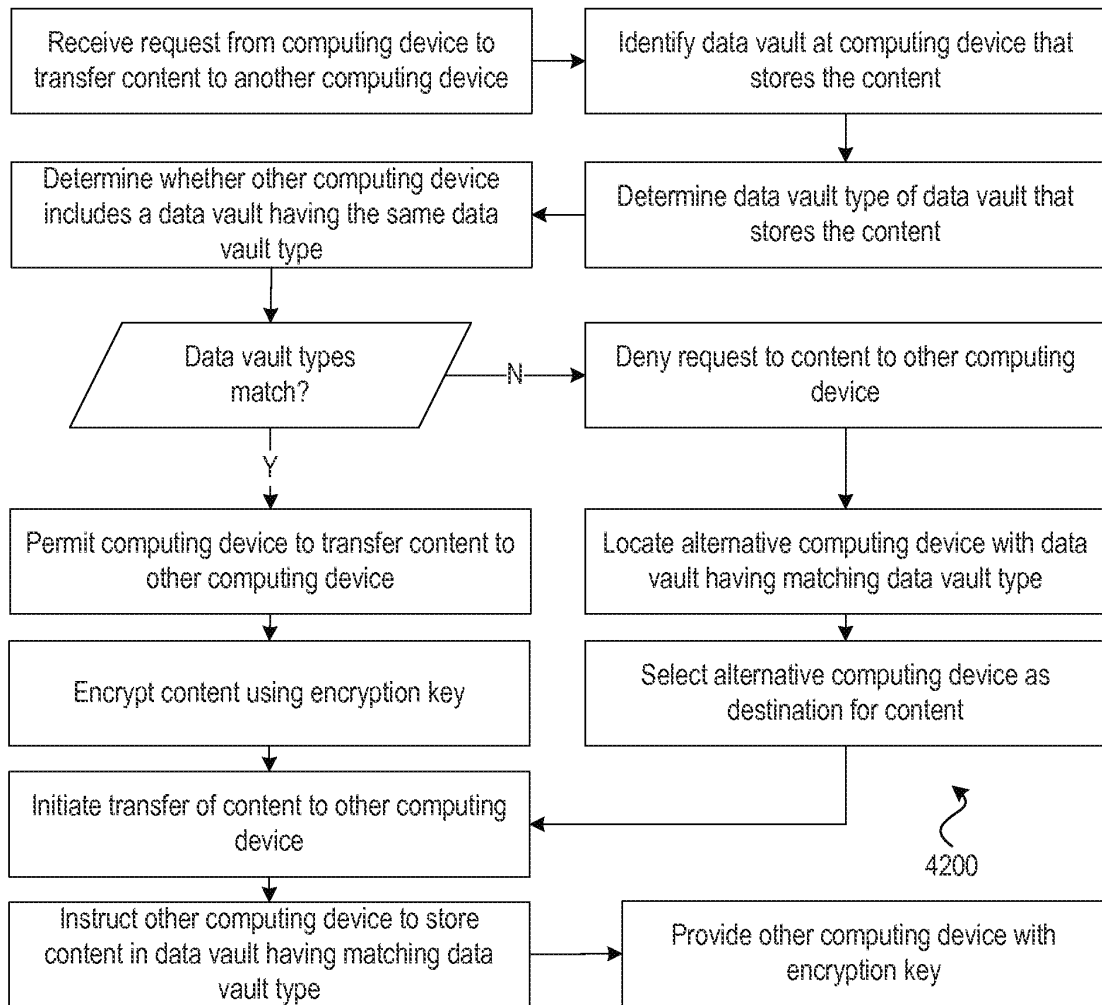 Receive request from computing device to
transfer content to another computing device
Identify data vault at computing device that
stores the content
Determine data vault type of data vault that
stores the content
Determine whether other computing device
includes a data vault having the same data
vault type
Data vault types
match?
N
Deny request to content to other computing
device
Y
Permit computing device to transfer content to
other computing device
Locate alternative computing device with data
vault having matching data vault type
Encrypt content using encryption key
Select alternative computing device as
destination for content
Initiate transfer of content to other computing
device
4200
Instruct other computing device to store
content in data vault having matching data
vault type
Provide other computing device with
encryption key